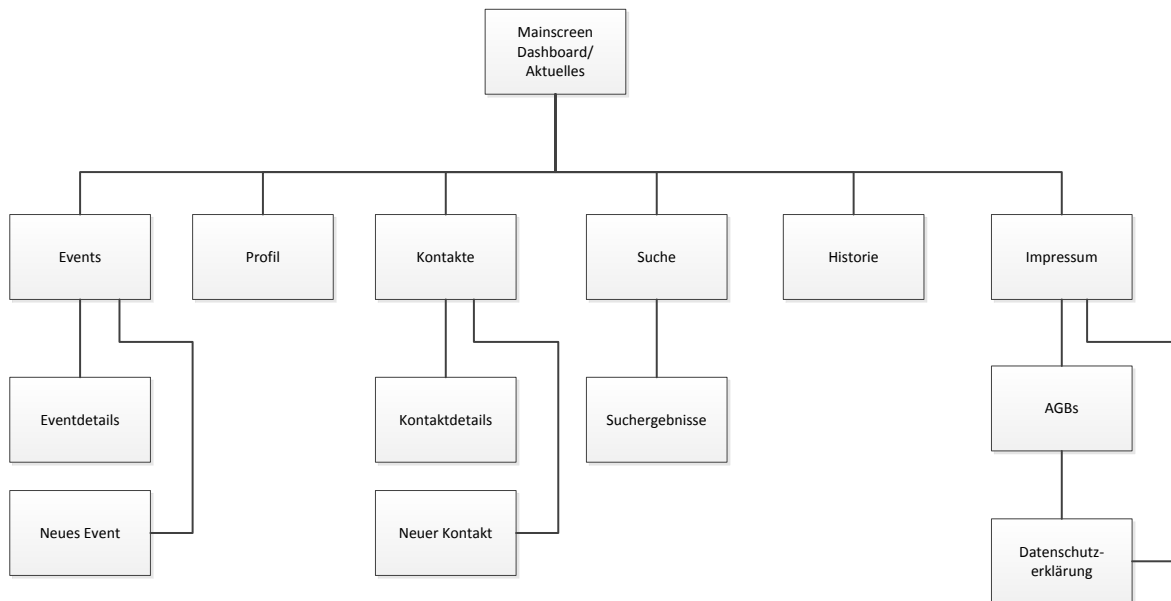 Mainscreen
Dashboard/
Aktuelles
Events
Profil
Kontakte
Suche
Historie
Impressum
Eventdetails
Kontaktdetails
Suchergebnisse
AGBs
Neues Event
Neuer Kontakt
Datenschutz-
erklärung